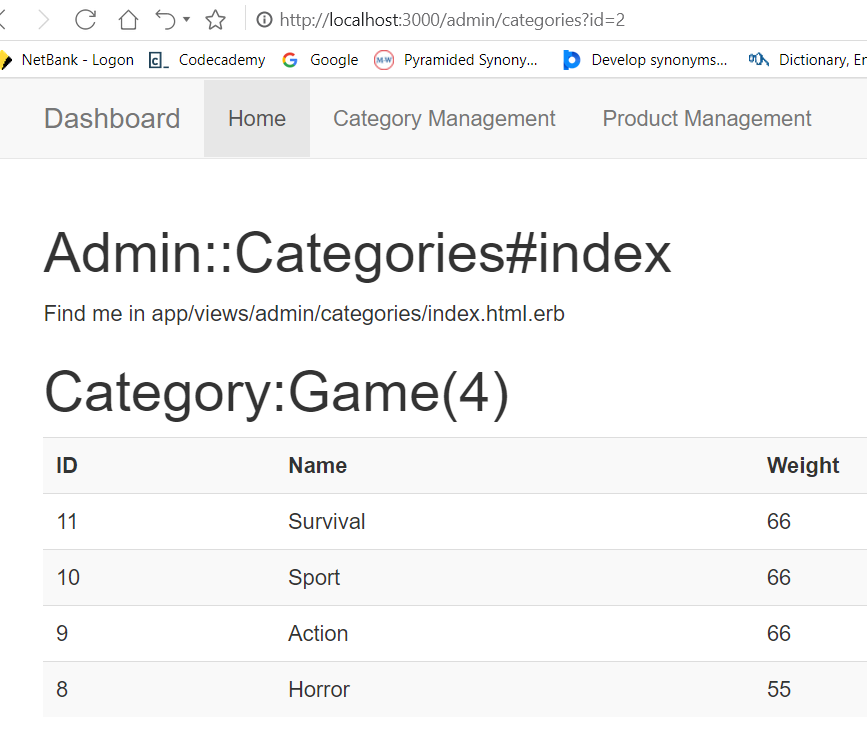 http://localhost:3000/admin/categories?id=2
NetBank - Logon Codecademy Google Pyramided Synony... Develop synonyms... Dictionary, En
Dashboard Home Category Management Product Management
Admin::Categories#index
Find me in app/views/admin/categories/index.html.erb
Category:Game(4)
ID Name Weight
11 Survival 66
10 Sport 66
9 Action 66
8 Horror 55